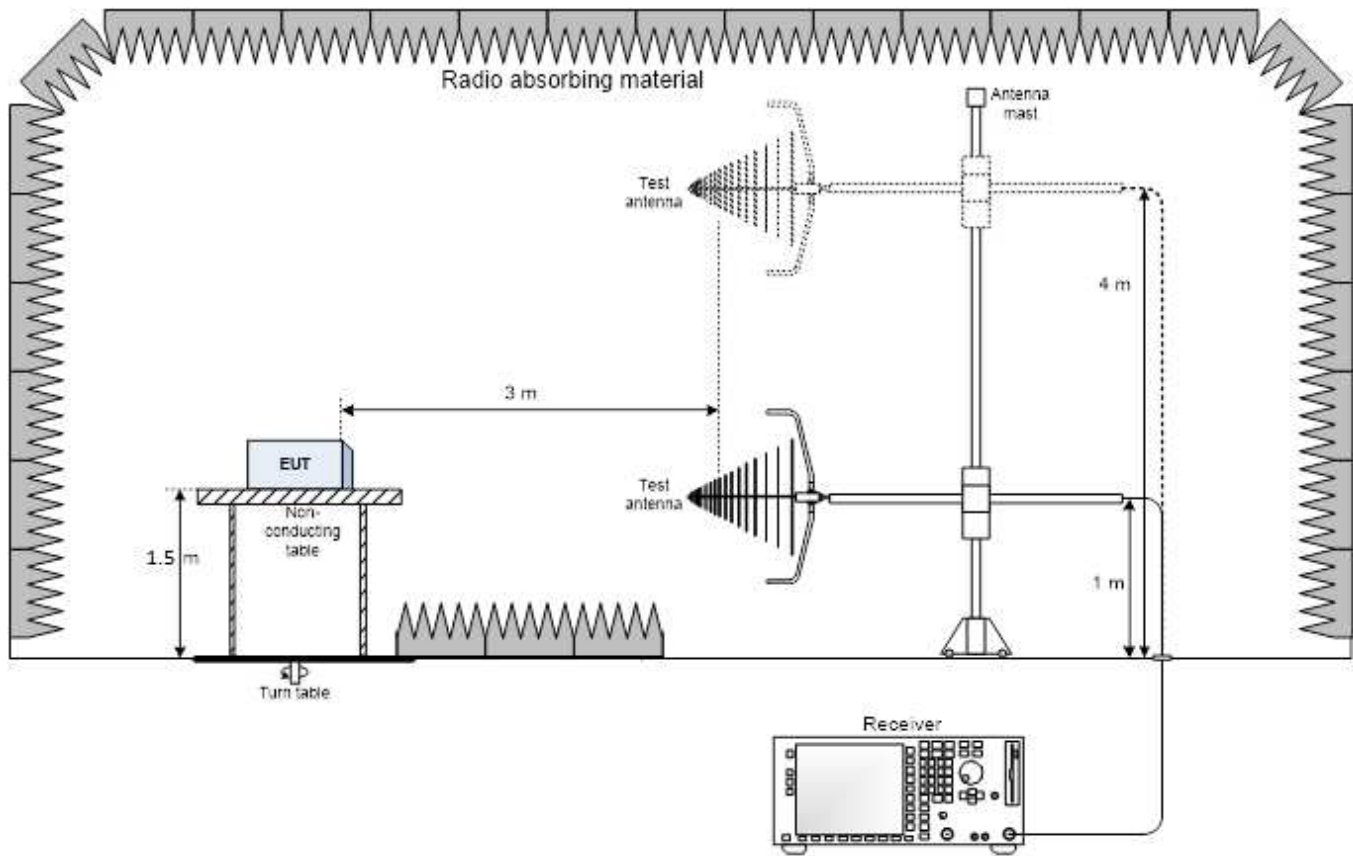 Radio absorbing material
Antenna
mast
Test
antenna
4 m
3 m
EUT
Test
antenna
Non-
conducting
table
1.5 m
1 m
Turn table
Receiver